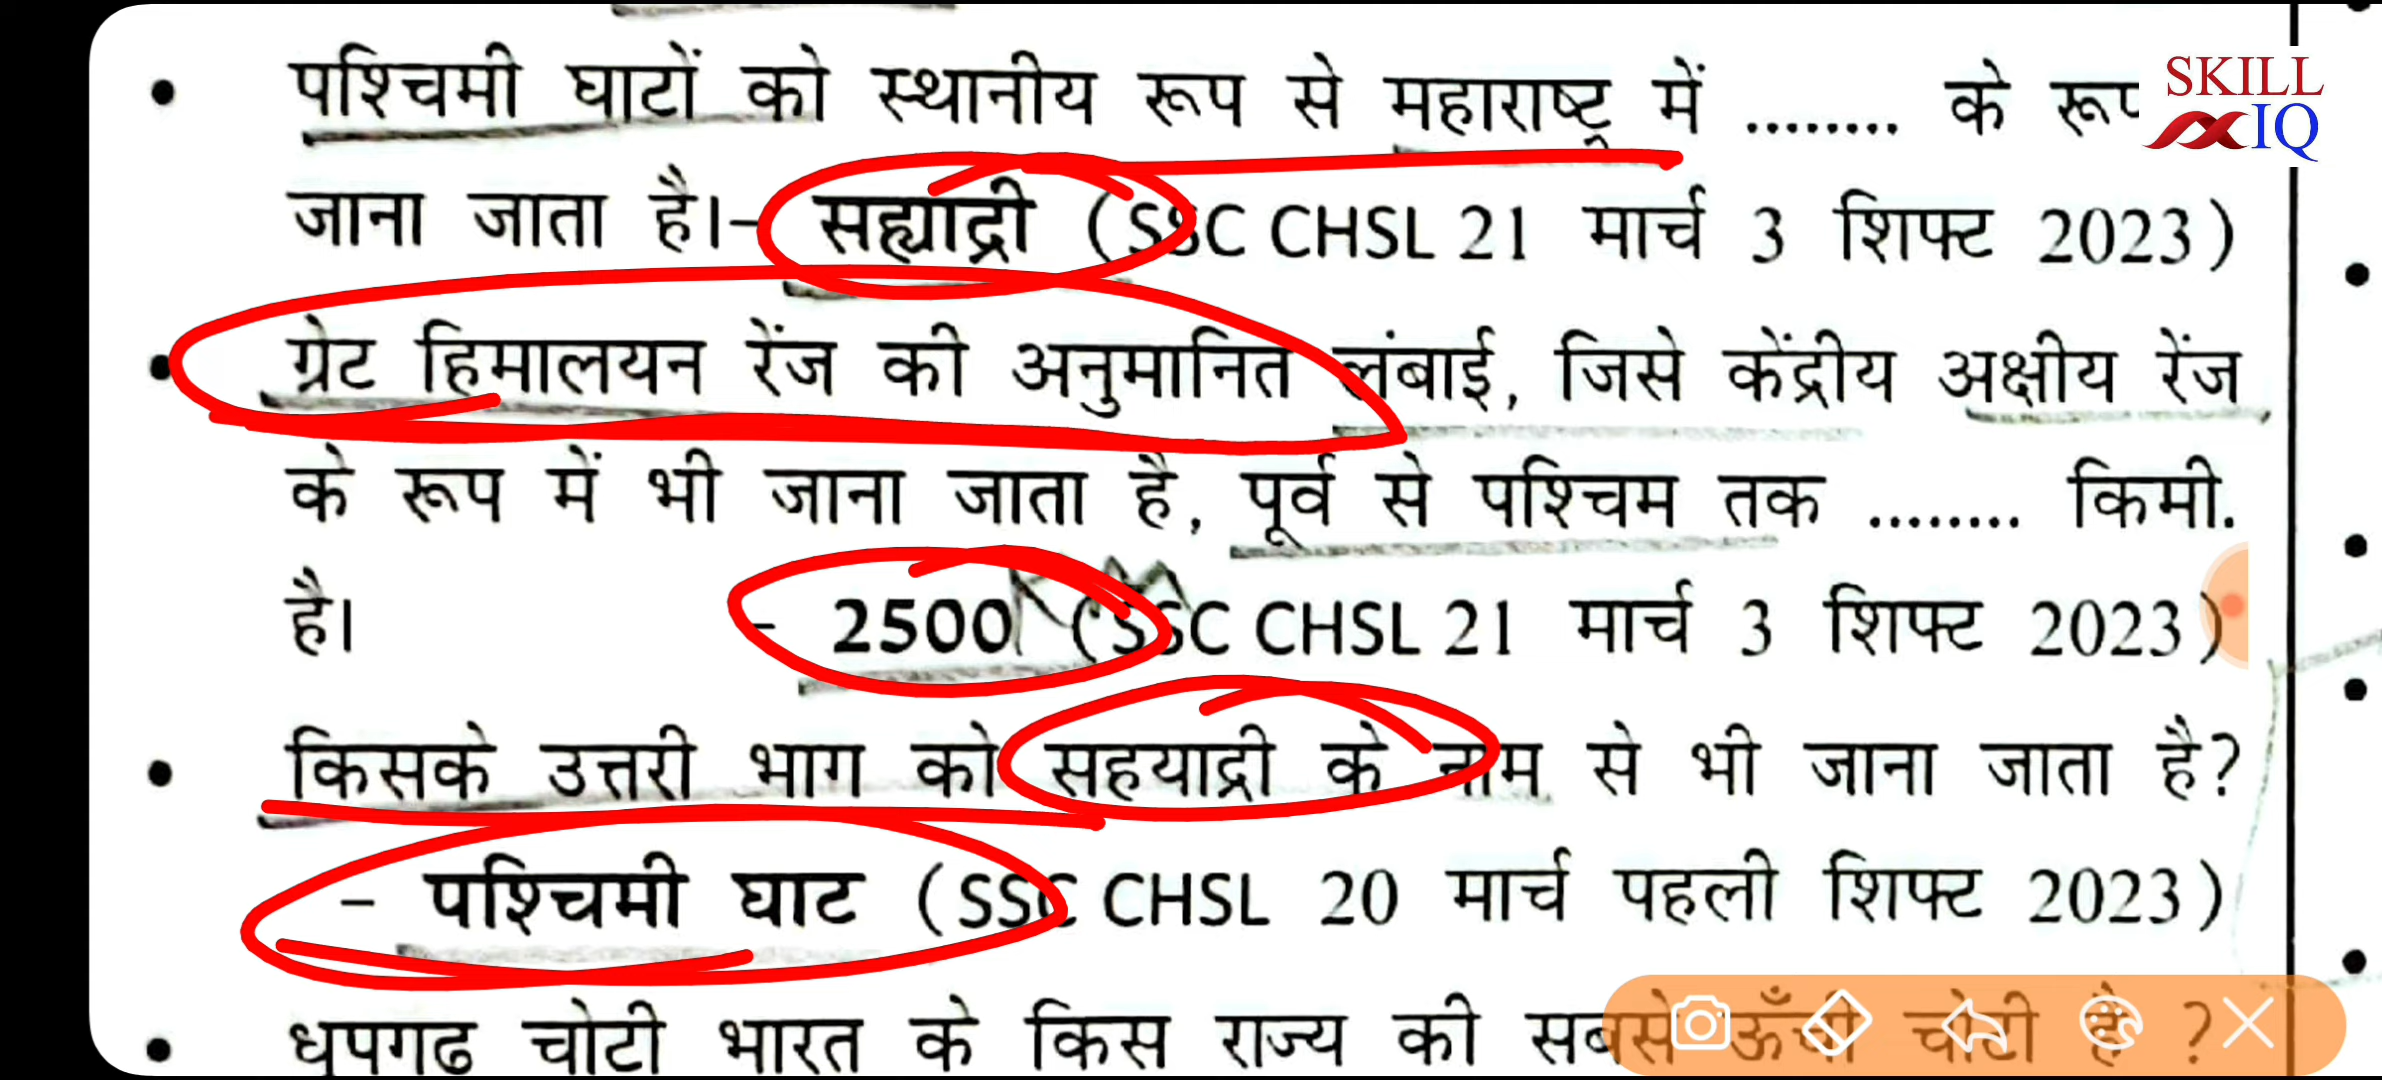 • पश्चिमी घाटों को स्थानीय रूप से महाराष्ट्र में ........ के रूप
SKILL
IQ
जाना जाता है।– सह्याद्री (SSC CHSL 21 मार्च 3 शिफ्ट 2023)
• ग्रेट हिमालयन रेंज की अनुमानित लंबाई, जिसे केंद्रीय अक्षीय रेंज
के रूप में भी जाना जाता है, पूर्व से पश्चिम तक ........ किमी.
है। – 2500 (SSC CHSL 21 मार्च 3 शिफ्ट 2023)
• किसके उत्तरी भाग को सहयाद्री के नाम से भी जाना जाता है?
– पश्चिमी घाट (SSC CHSL 20 मार्च पहली शिफ्ट 2023)
• धूपगढ चोटी भारत के किस राज्य की सबसे ऊँची चोटी है ?